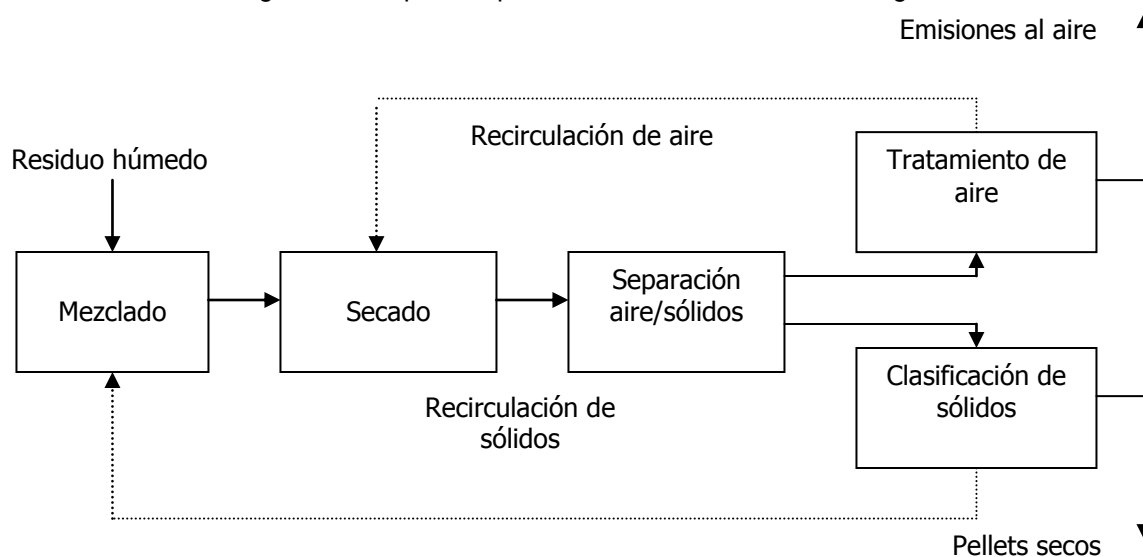 Emisiones al aire
Recirculación de aire
Residuo húmedo
Tratamiento de
aire
Mezclado
Secado
Separación
aire/sólidos
Clasificación de
sólidos
Recirculación de
sólidos
Pellets secos